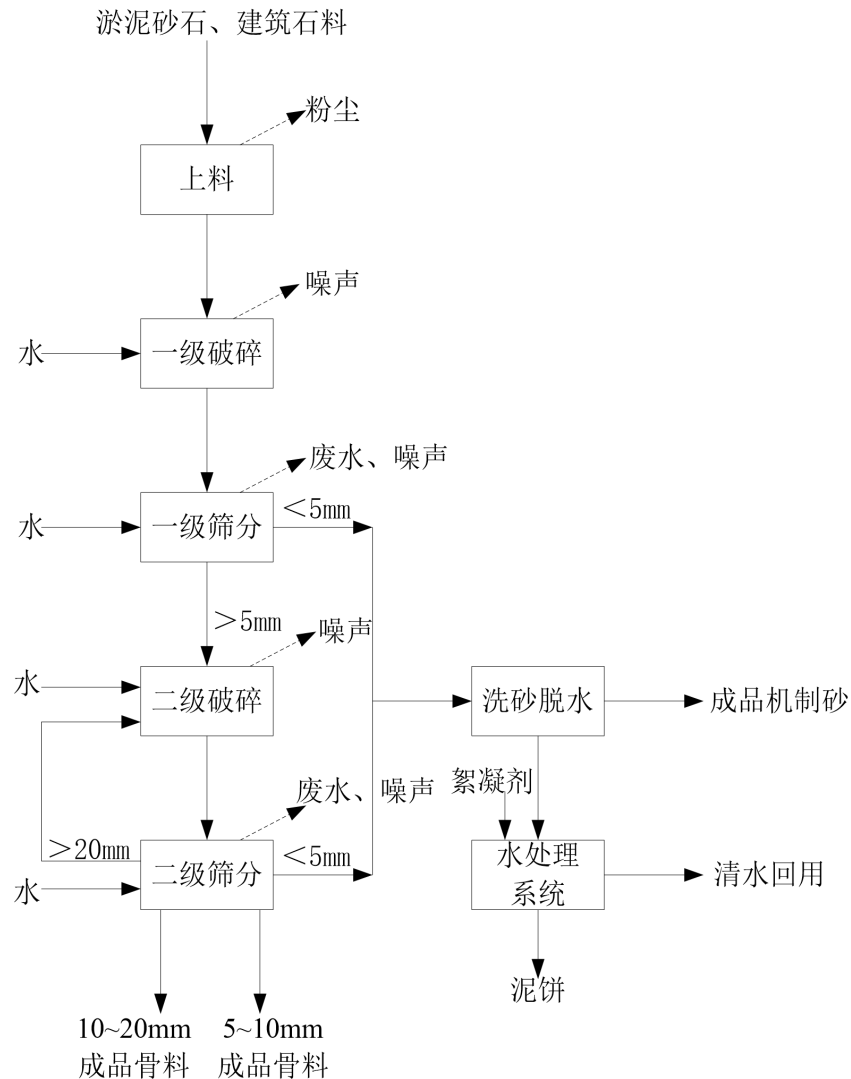 淤泥砂石、建筑石料
粉尘
上料
噪声
水
一级破碎
废水、噪声
＜5mm
水
一级筛分
＞5mm
噪声
水
二级破碎
洗砂脱水
成品机制砂
絮凝剂
废水、噪声
＞20mm
＜5mm
水
二级筛分
水处理
系统
清水回用
泥饼
10~20mm
成品骨料
5~10mm
成品骨料